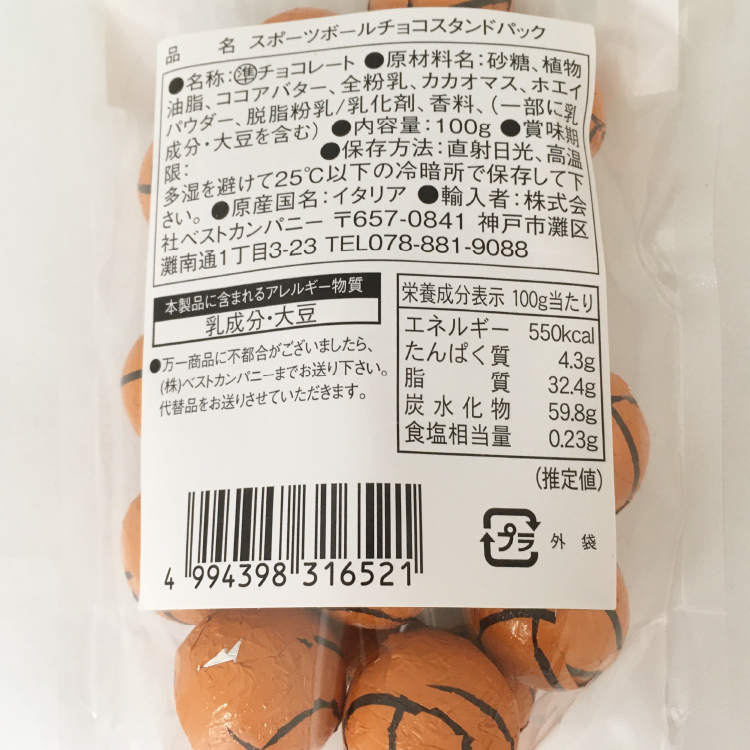 品　名　スポーツボールチョコスタンドパック
●名称：㊜チョコレート ●原材料名：砂糖、植物
油脂、ココアバター、全粉乳、カカオマス、ホエイ
パウダー、脱脂粉乳/乳化剤、香料、（一部に乳
成分・大豆を含む） ●内容量：100g ●賞味期
限：　●保存方法：直射日光、高温
多湿を避けて25℃以下の冷暗所で保存して下
さい。 ●原産国名：イタリア ●輸入者：株式会
社ベストカンパニー 〒657-0841 神戸市灘区
灘南通1丁目3-23 TEL078-881-9088
本製品に含まれるアレルギー物質
乳成分・大豆
●万一商品に不都合がございましたら、
(株)ベストカンパニーまでお送り下さい。
代替品をお送りさせていただきます。
栄養成分表示 100g当たり
エネルギー 550kcal
たんぱく質 4.3g
脂質 32.4g
炭水化物 59.8g
食塩相当量 0.23g
(推定値)
4 994398 316521
プラ 外袋